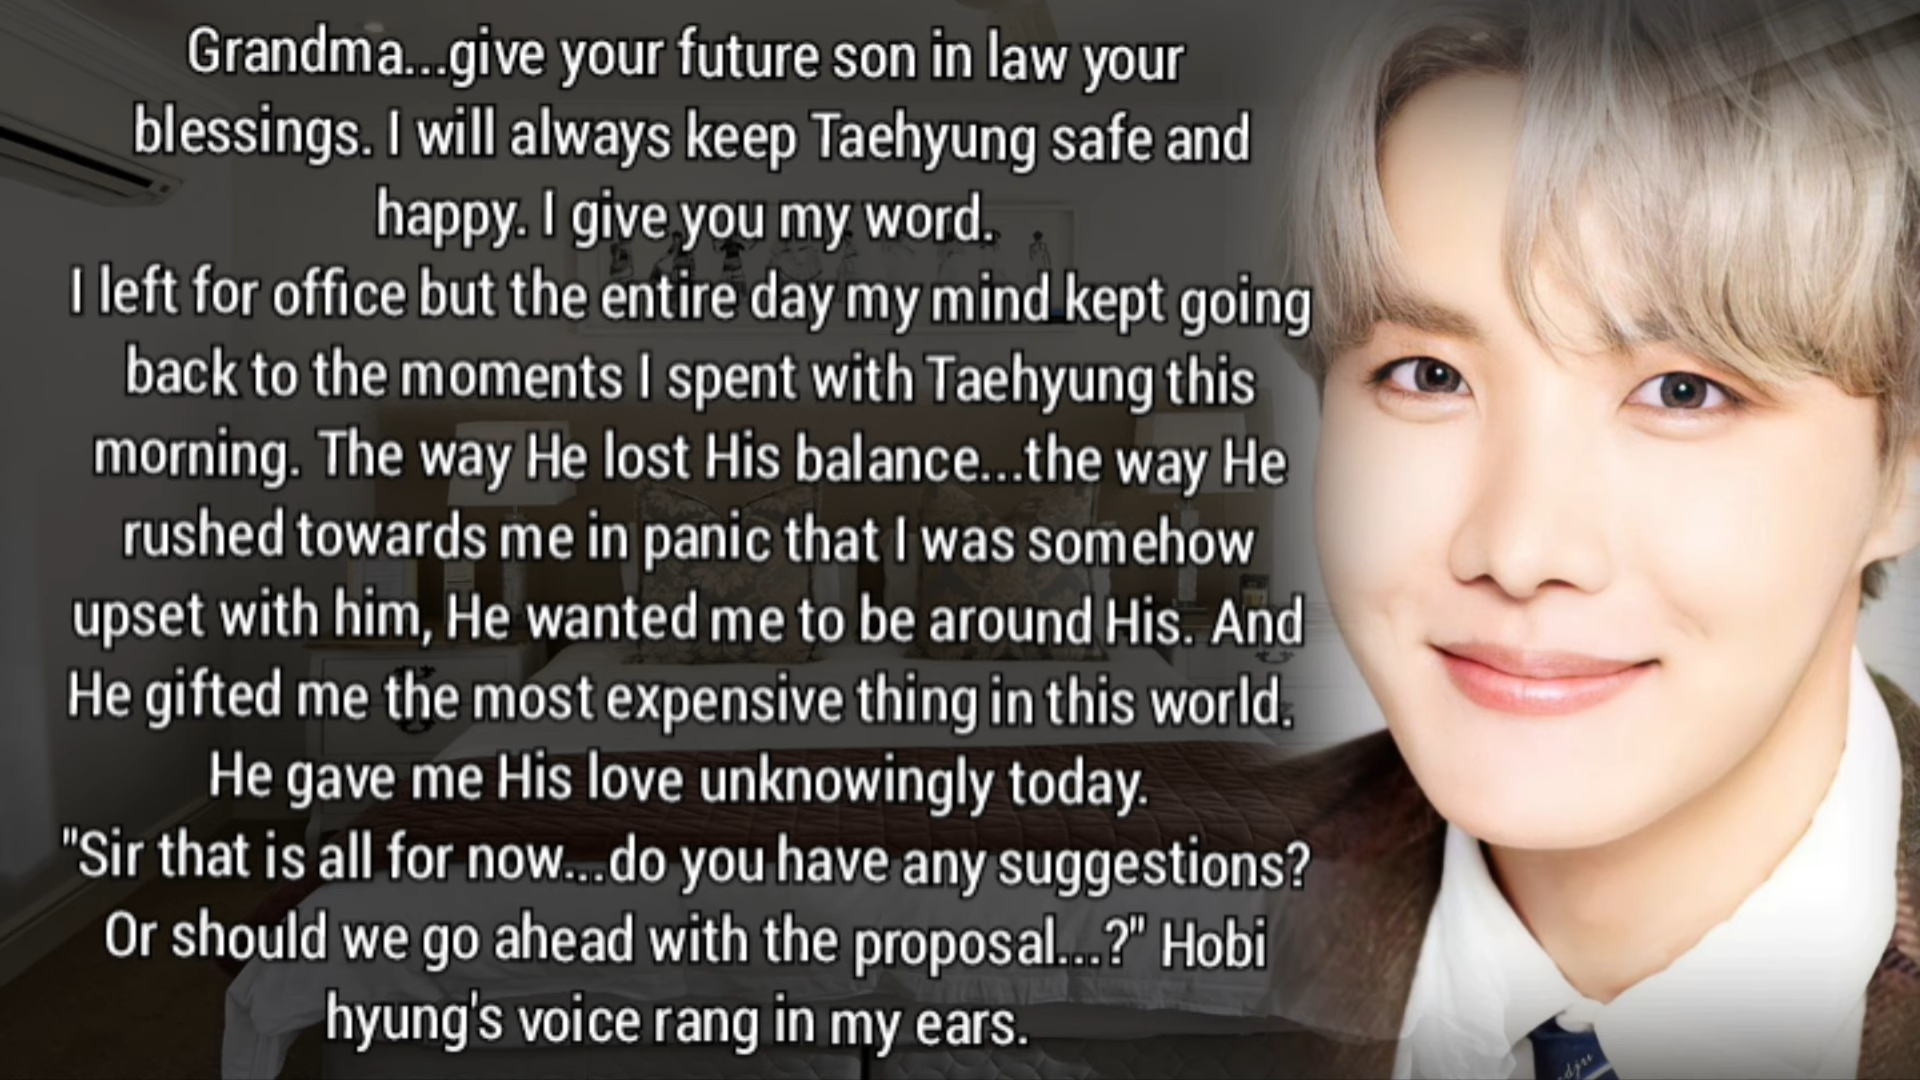 Grandma...give your future son in law your
blessings. I will always keep Taehyung safe and
happy. I give you my word.
I left for office but the entire day my mind kept going
back to the moments I spent with Taehyung this
morning. The way He lost His balance...the way He
rushed towards me in panic that I was somehow
upset with him, He wanted me to be around His. And
He gifted me the most expensive thing in this world.
He gave me His love unknowingly today.
"Sir that is all for now...do you have any suggestions?
Or should we go ahead with the proposal...?" Hobi
hyung's voice rang in my ears.